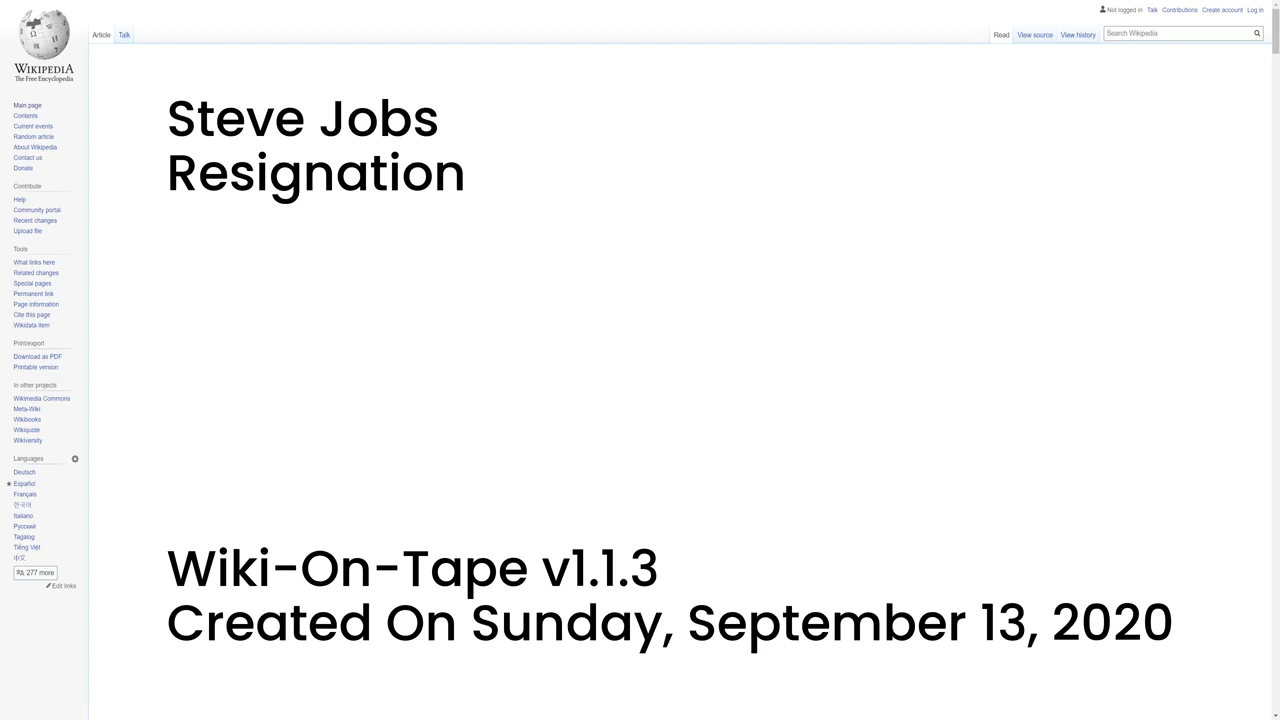 Not logged in Talk Contributions Create account Log in
Article Talk Read View source View history Search Wikipedia
WIKIPEDIA
The Free Encyclopedia
Main page
Contents
Current events
Random article
About Wikipedia
Contact us
Donate
Contribute
Help
Community portal
Recent changes
Upload file
Tools
What links here
Related changes
Special pages
Permanent link
Page information
Cite this page
Wikidata item
Print/export
Download as PDF
Printable version
In other projects
Wikimedia Commons
Meta-Wiki
Wikibooks
Wikiquote
Wikiversity
Languages
Deutsch
Español
Français
한국어
Italiano
Русский
Tagalog
Tiếng Việt
中文
277 more
Edit links
Steve Jobs
Resignation
Wiki-On-Tape v1.1.3
Created On Sunday, September 13, 2020